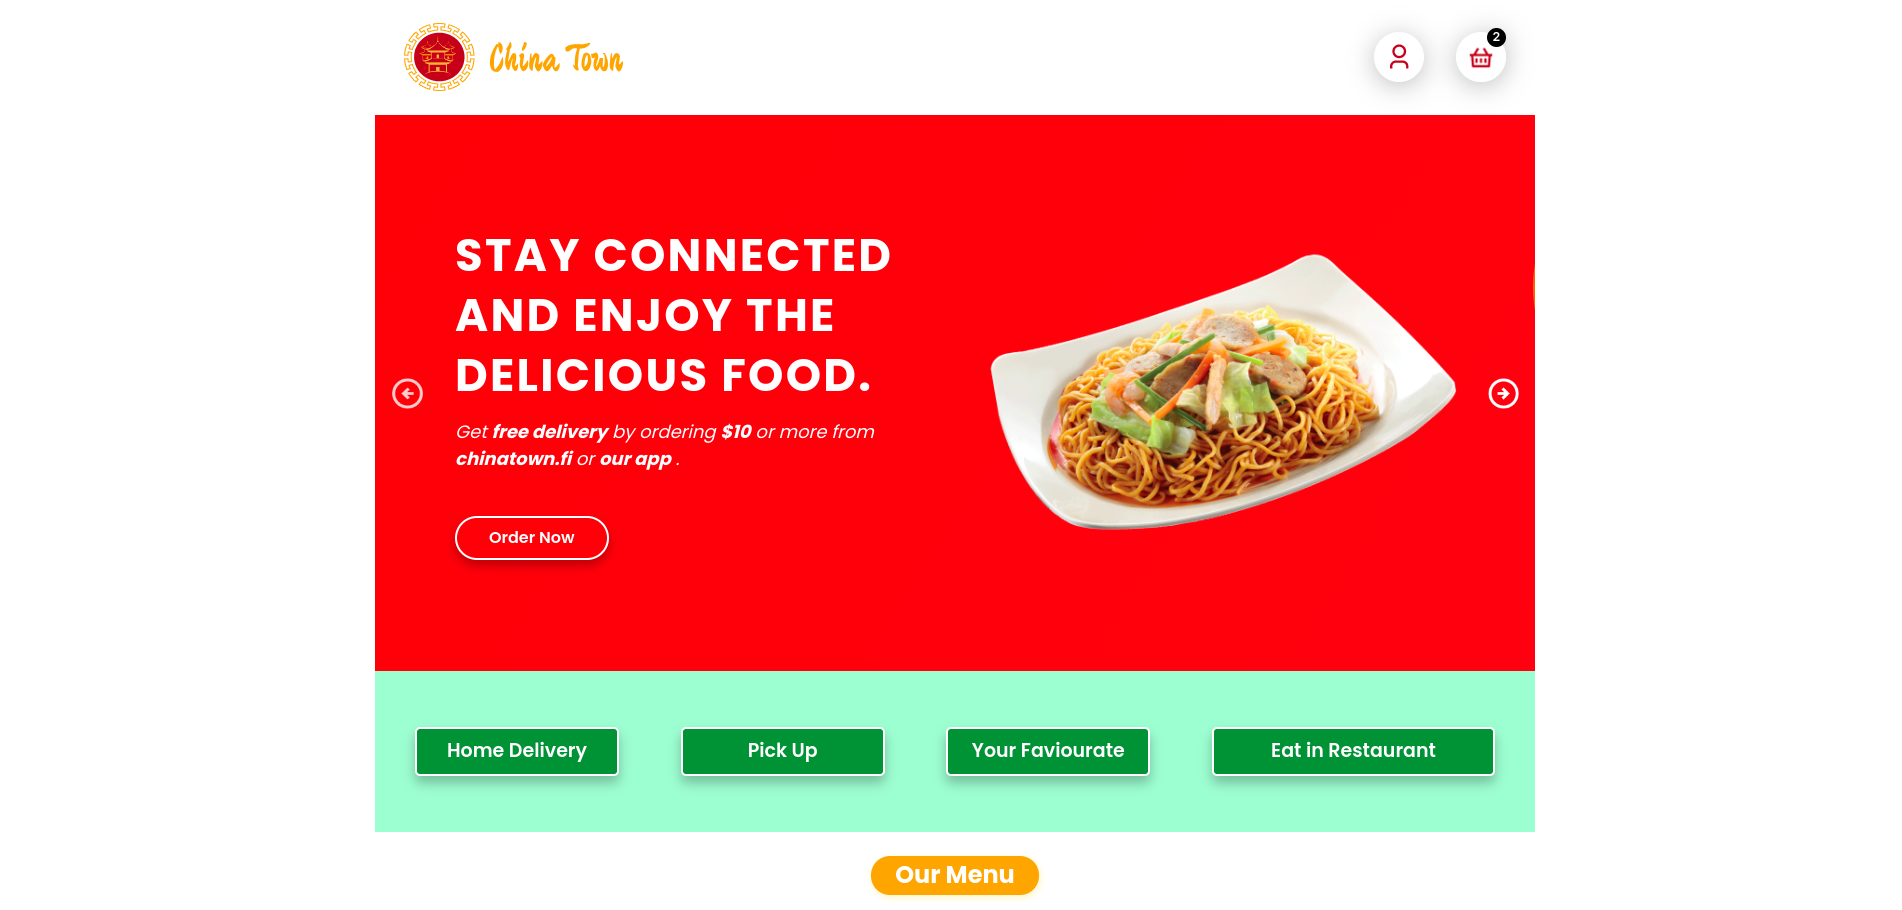 China Town
2
STAY CONNECTED
AND ENJOY THE
DELICIOUS FOOD.
Get free delivery by ordering $10 or more from
chinatown.fi or our app .
Order Now
Home Delivery
Pick Up
Your Faviourate
Eat in Restaurant
Our Menu